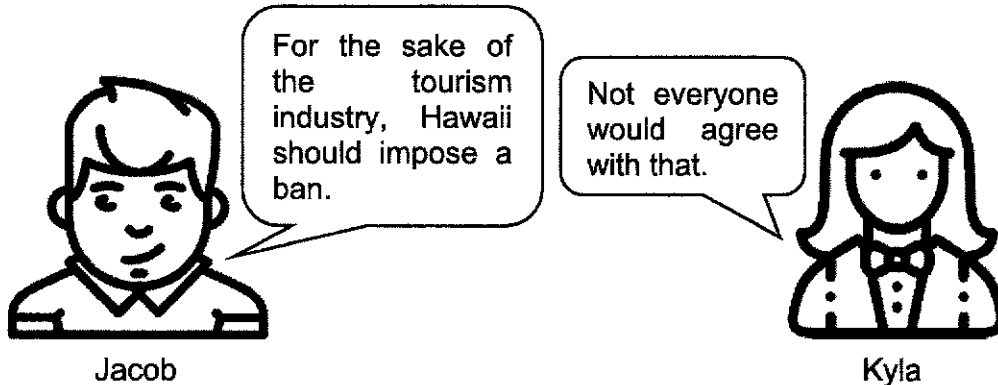 For the sake of
the tourism
industry, Hawaii
should impose a
ban.
Not everyone
would agree
with that.
Jacob
Kyla